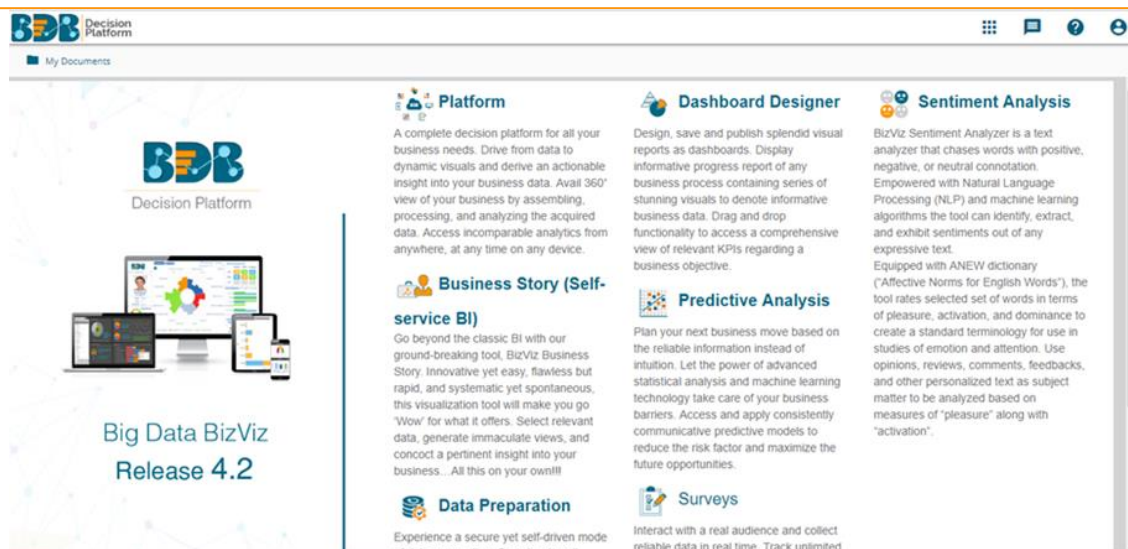 BDB Decision
Platform
My Documents
BDB
Decision Platform
Big Data BizViz
Release 4.2
Platform
A complete decision platform for all your
business needs. Drive from data to
dynamic visuals and derive an actionable
insight into your business data. Avail 360°
view of your business by assembling,
processing, and analyzing the acquired
data. Access incomparable analytics from
anywhere, at any time on any device.
Business Story (Self-
service BI)
Go beyond the classic BI with our
ground-breaking tool, BizViz Business
Story. Innovative yet easy, flawless but
rapid, and systematic yet spontaneous,
this visualization tool will make you go
'Wow' for what it offers. Select relevant
data, generate immaculate views, and
concoct a pertinent insight into your
business... All this on your own!!!
Data Preparation
Experience a secure yet self-driven mode
Dashboard Designer
Design, save and publish splendid visual
reports as dashboards. Display
informative progress report of any
business process containing series of
stunning visuals to denote informative
business data. Drag and drop
functionality to access a comprehensive
view of relevant KPIs regarding a
business objective.
Predictive Analysis
Plan your next business move based on
the reliable information instead of
intuition. Let the power of advanced
statistical analysis and machine learning
technology take care of your business
barriers. Access and apply consistently
communicative predictive models to
reduce the risk factor and maximize the
future opportunities.
Surveys
Interact with a real audience and collect
reliable data in real time. Track unlimited
Sentiment Analysis
BizViz Sentiment Analyzer is a text
analyzer that chases words with positive,
negative, or neutral connotation.
Empowered with Natural Language
Processing (NLP) and machine learning
algorithms the tool can identify, extract,
and exhibit sentiments out of any
expressive text.
Equipped with ANEW dictionary
("Affective Norms for English Words"), the
tool rates selected set of words in terms
of pleasure, activation, and dominance to
create a standard terminology for use in
studies of emotion and attention. Use
opinions, reviews, comments, feedbacks,
and other personalized text as subject
matter to be analyzed based on
measures of "pleasure" along with
"activation".